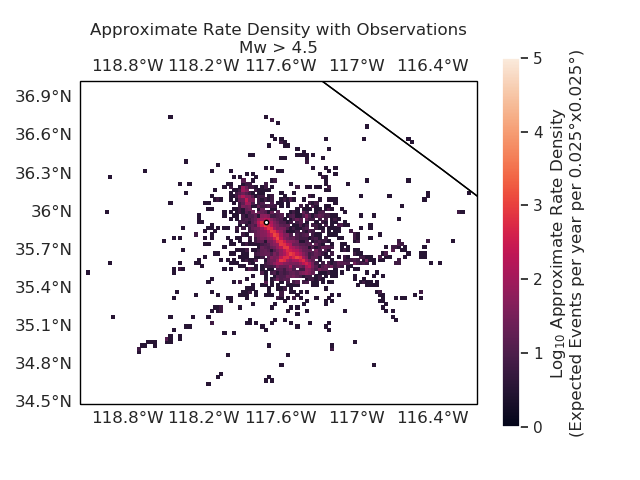 Approximate Rate Density with Observations
Mw > 4.5
118.8°W 118.2°W 117.6°W 117°W 116.4°W
36.9°N
36.6°N
36.3°N
36°N
35.7°N
35.4°N
35.1°N
34.8°N
34.5°N
118.8°W 118.2°W 117.6°W 117°W 116.4°W
5
4
3
2
1
0
Log₁₀ Approximate Rate Density
(Expected Events per year per 0.025°x0.025°)